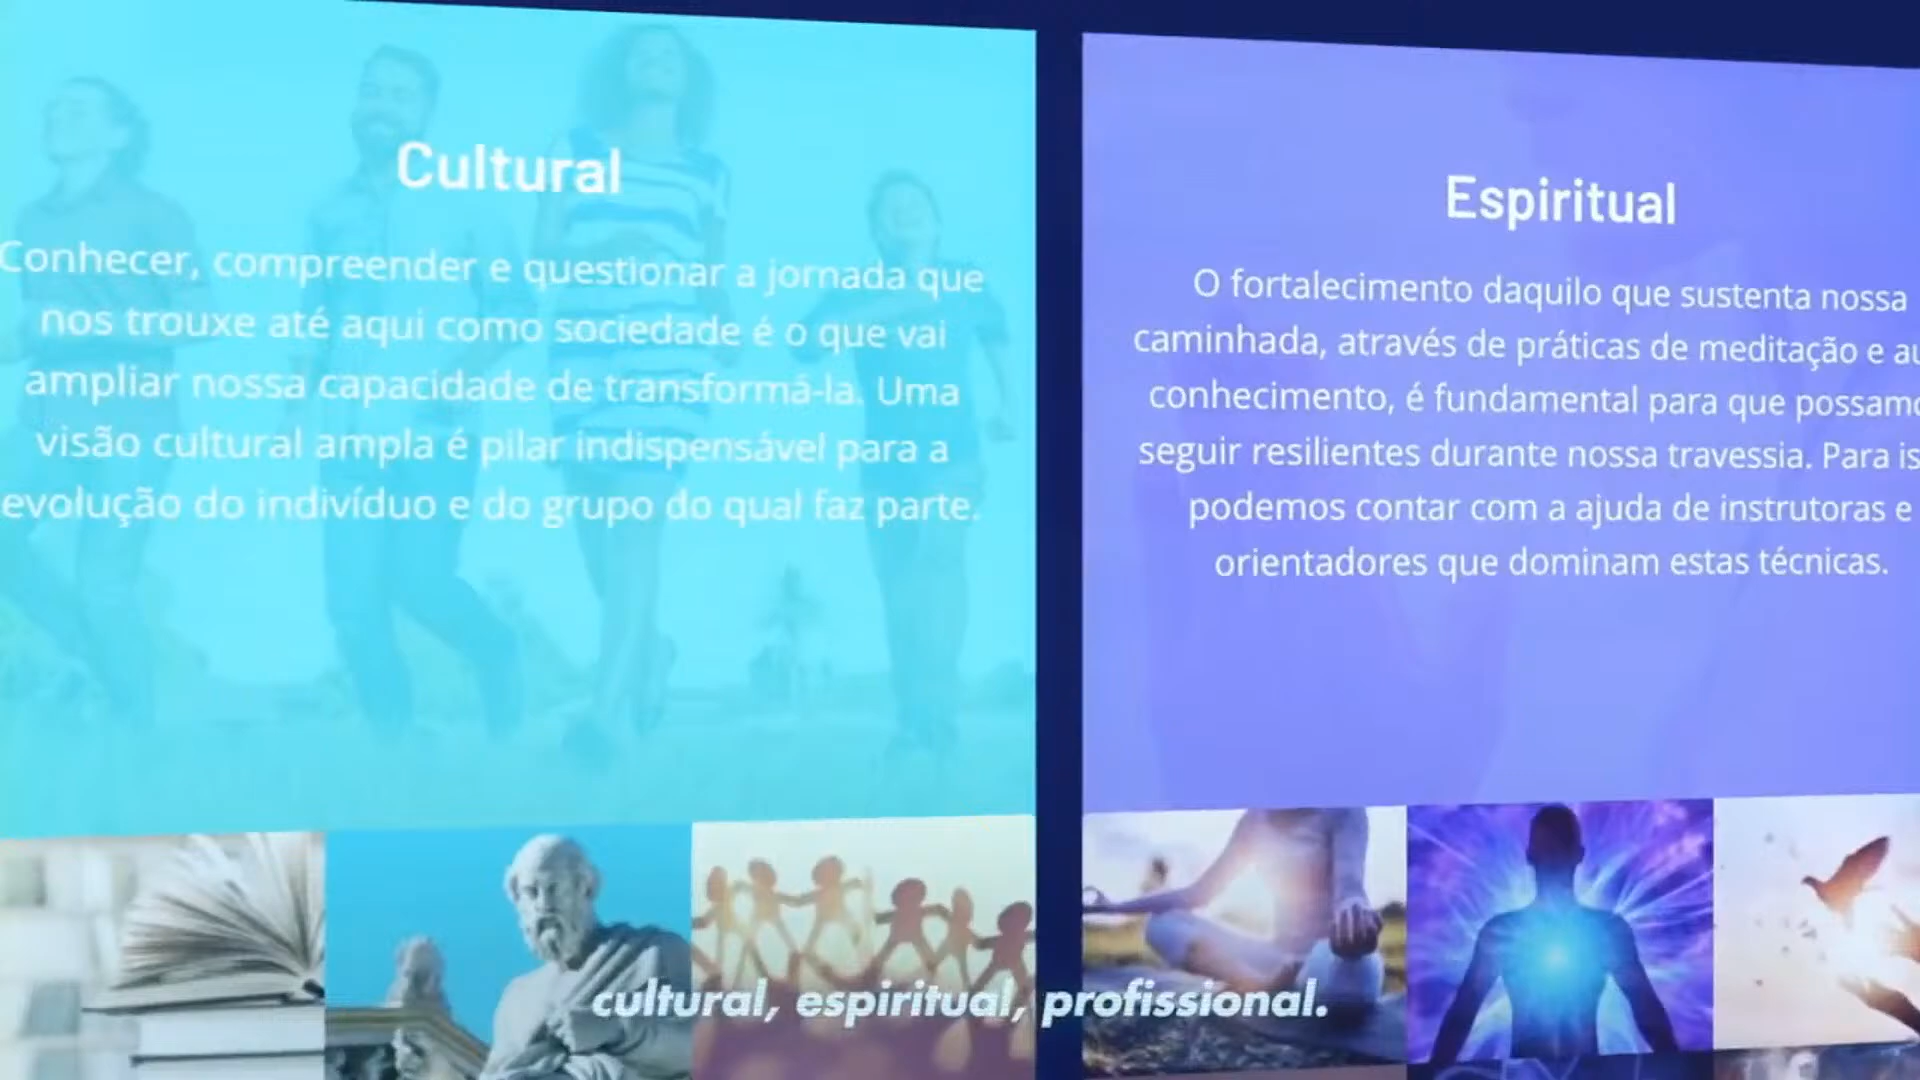 Cultural
Conhecer, compreender e questionar a jornada que
nos trouxe até aqui como sociedade é o que vai
ampliar nossa capacidade de transformá-la. Uma
visão cultural ampla é pilar indispensável para a
evolução do indivíduo e do grupo do qual faz parte.
Espiritual
O fortalecimento daquilo que sustenta nossa
caminhada, através de práticas de meditação e
conhecimento, é fundamental para que
seguir resilientes durante nossa travessia. Para
podemos contar com a ajuda de instrutoras e
orientadores que dominam estas técnicas.
cultural, espiritual, profissional.